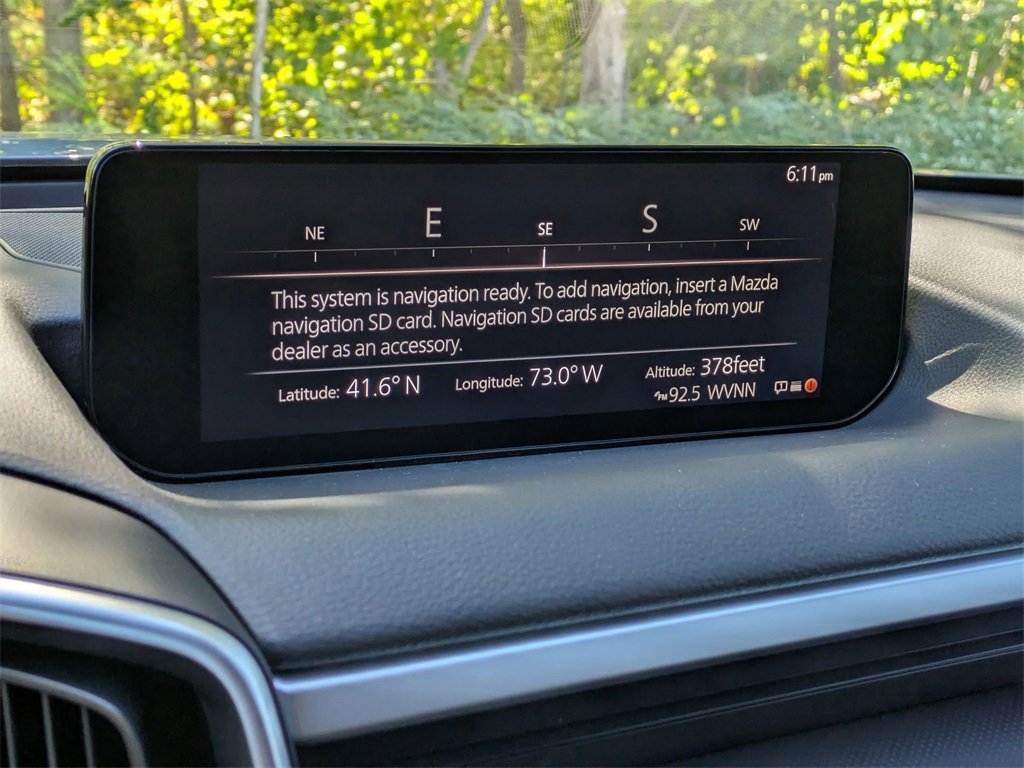 6:11pm
NE E SE S SW
This system is navigation ready. To add navigation, insert a Mazda
navigation SD card. Navigation SD cards are available from your
dealer as an accessory.
Latitude: 41.6° N Longitude: 73.0° W Altitude: 378feet
FM 92.5 WVNN